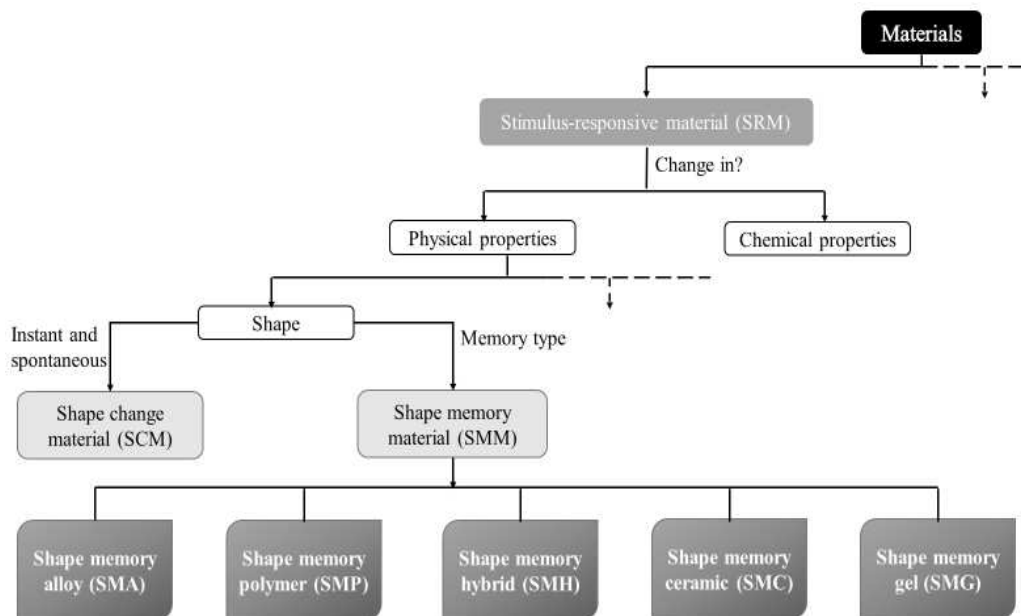 Materials
Stimulus-responsive material (SRM)
Change in?
Physical properties
Chemical properties
Shape
Instant and
spontaneous
Memory type
Shape change
material (SCM)
Shape memory
material (SMM)
Shape memory
alloy (SMA)
Shape memory
polymer (SMP)
Shape memory
hybrid (SMH)
Shape memory
ceramic (SMC)
Shape memory
gel (SMG)